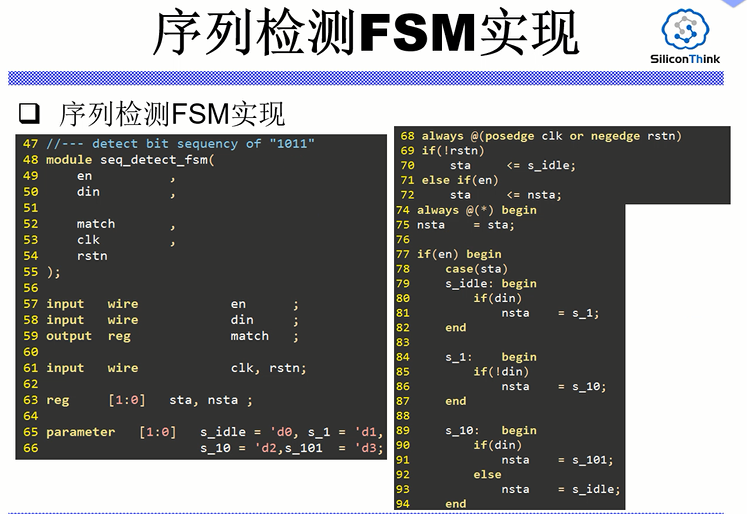 序列检测FSM实现
SiliconThink
❑ 序列检测FSM实现
47 //--- detect bit sequency of "1011"
48 module seq_detect_fsm(
49     en          ,
50     din         ,
51
52     match       ,
53     clk         ,
54     rstn
55 );
56
57 input   wire            en      ;
58 input   wire            din     ;
59 output  reg             match   ;
60
61 input   wire            clk, rstn;
62
63 reg     [1:0]   sta, nsta ;
64
65 parameter   [1:0]   s_idle = 'd0, s_1 = 'd1,
66                     s_10 = 'd2,s_101  = 'd3;
68 always @(posedge clk or negedge rstn)
69 if(!rstn)
70     sta     <= s_idle;
71 else if(en)
72     sta     <= nsta;
74 always @(*) begin
75 nsta    = sta;
76
77 if(en) begin
78     case(sta)
79     s_idle: begin
80         if(din)
81             nsta    = s_1;
82     end
83
84     s_1:    begin
85         if(!din)
86             nsta    = s_10;
87     end
88
89     s_10:   begin
90         if(din)
91             nsta    = s_101;
92         else
93             nsta    = s_idle;
94     end